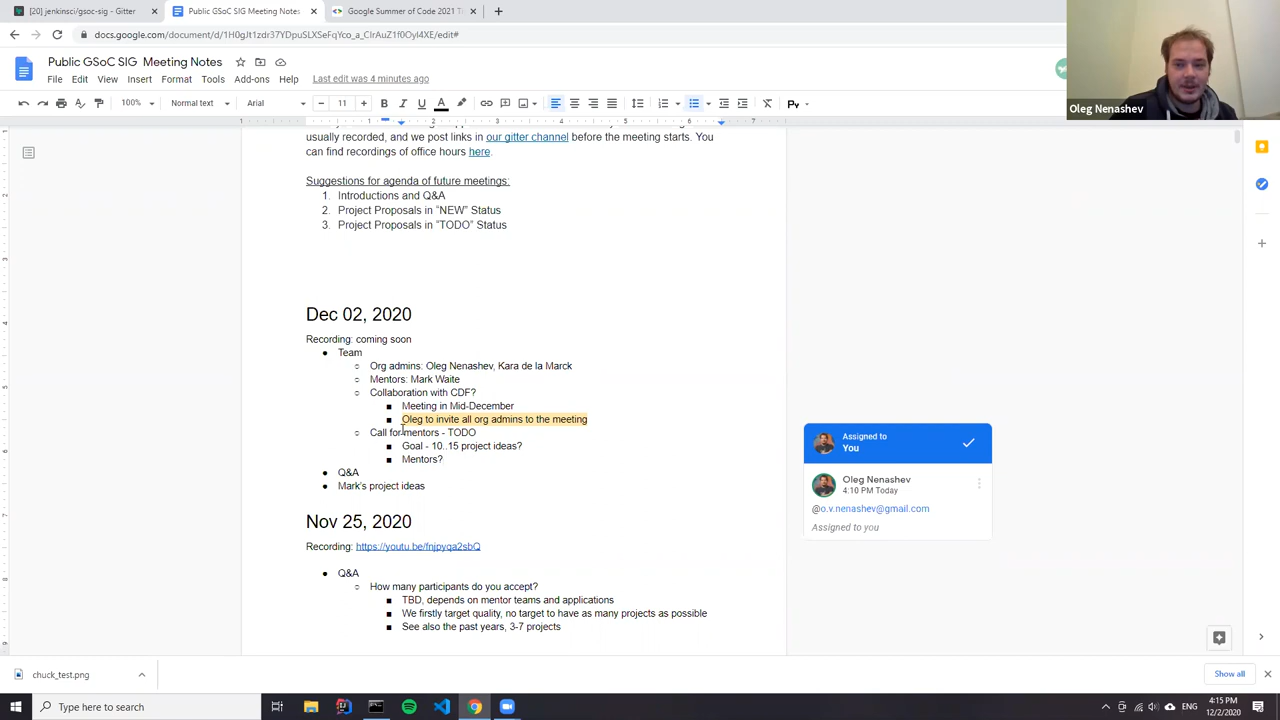 [20] jenkinsci/gsoc-sig - Gitter
Public GSoC SIG Meeting Notes
Google Summer of Code 2021
docs.google.com/document/d/1H0gJt1zdr37YDpuSLXSeFqYco_a_CIrAuZ1f0OyI4XE/edit#
Public GSoC SIG Meeting Notes
File Edit View Insert Format Tools Add-ons Help Last edit was 4 minutes ago
100% Normal text Arial 11
Oleg Nenashev
usually recorded, and we post links in our gitter channel before the meeting starts. You
can find recordings of office hours here.
Suggestions for agenda of future meetings:
1. Introductions and Q&A
2. Project Proposals in “NEW” Status
3. Project Proposals in “TODO” Status
Dec 02, 2020
Recording: coming soon
Team
Org admins: Oleg Nenashev, Kara de la Marck
Mentors: Mark Waite
Collaboration with CDF?
Meeting in Mid-December
Oleg to invite all org admins to the meeting
Call for mentors - TODO
Goal - 10..15 project ideas?
Mentors?
Q&A
Mark's project ideas
Nov 25, 2020
Recording: https://youtu.be/fnjpyqa2sbQ
Q&A
How many participants do you accept?
TBD, depends on mentor teams and applications
We firstly target quality, no target to have as many projects as possible
See also the past years, 3-7 projects
Assigned to
You
Oleg Nenashev
4:10 PM Today
@o.v.nenashev@gmail.com
Assigned to you
chuck_test.png
Show all
Type here to search
ENG
4:15 PM
12/2/2020